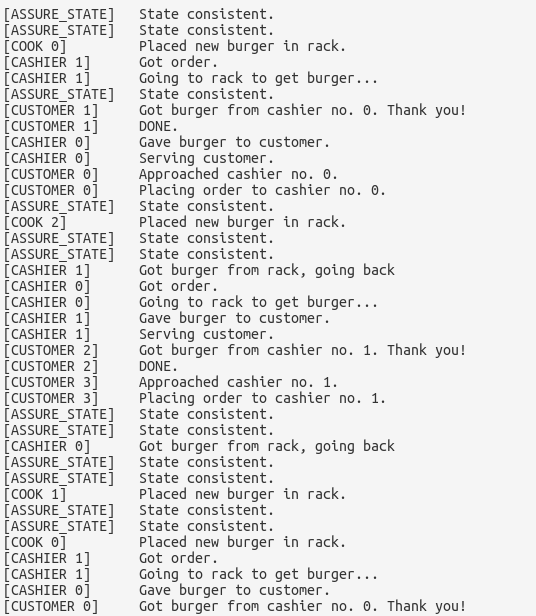 [ASSURE_STATE] State consistent.
[ASSURE_STATE] State consistent.
[COOK 0] Placed new burger in rack.
[CASHIER 1] Got order.
[CASHIER 1] Going to rack to get burger...
[ASSURE_STATE] State consistent.
[CUSTOMER 1] Got burger from cashier no. 0. Thank you!
[CUSTOMER 1] DONE.
[CASHIER 0] Gave burger to customer.
[CASHIER 0] Serving customer.
[CUSTOMER 0] Approached cashier no. 0.
[CUSTOMER 0] Placing order to cashier no. 0.
[ASSURE_STATE] State consistent.
[COOK 2] Placed new burger in rack.
[ASSURE_STATE] State consistent.
[ASSURE_STATE] State consistent.
[CASHIER 1] Got burger from rack, going back
[CASHIER 0] Got order.
[CASHIER 0] Going to rack to get burger...
[CASHIER 1] Gave burger to customer.
[CASHIER 1] Serving customer.
[CUSTOMER 2] Got burger from cashier no. 1. Thank you!
[CUSTOMER 2] DONE.
[CUSTOMER 3] Approached cashier no. 1.
[CUSTOMER 3] Placing order to cashier no. 1.
[ASSURE_STATE] State consistent.
[ASSURE_STATE] State consistent.
[CASHIER 0] Got burger from rack, going back
[ASSURE_STATE] State consistent.
[ASSURE_STATE] State consistent.
[COOK 1] Placed new burger in rack.
[ASSURE_STATE] State consistent.
[ASSURE_STATE] State consistent.
[COOK 0] Placed new burger in rack.
[CASHIER 1] Got order.
[CASHIER 1] Going to rack to get burger...
[CASHIER 0] Gave burger to customer.
[CUSTOMER 0] Got burger from cashier no. 0. Thank you!